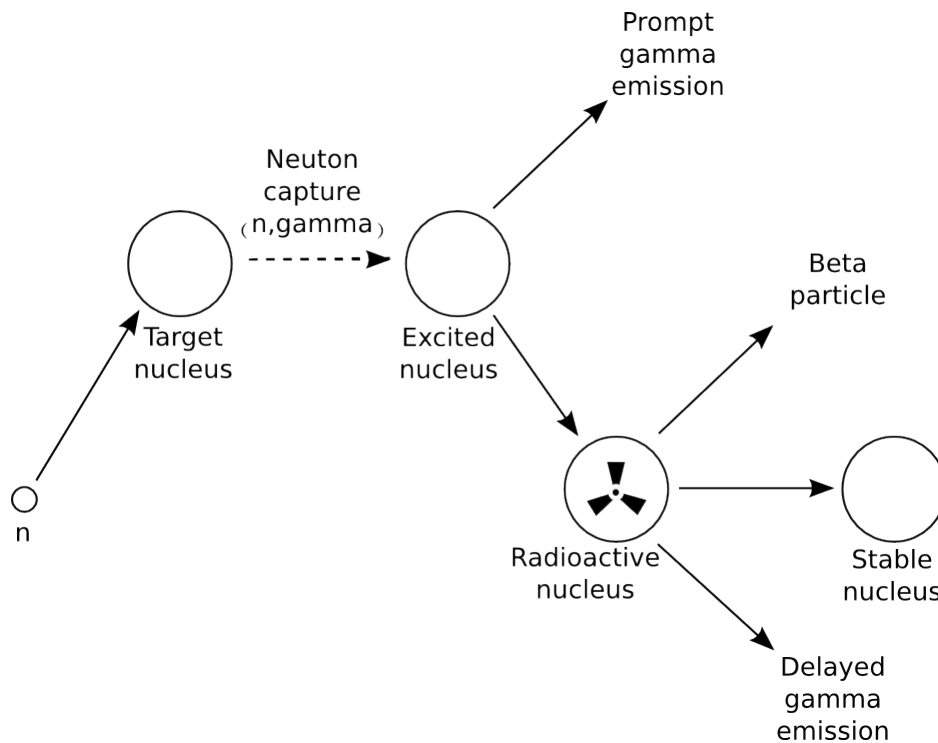 Prompt
gamma
emission
Neuton
capture
(n,gamma)
Target
nucleus
Excited
nucleus
Beta
particle
n
Radioactive
nucleus
Stable
nucleus
Delayed
gamma
emission